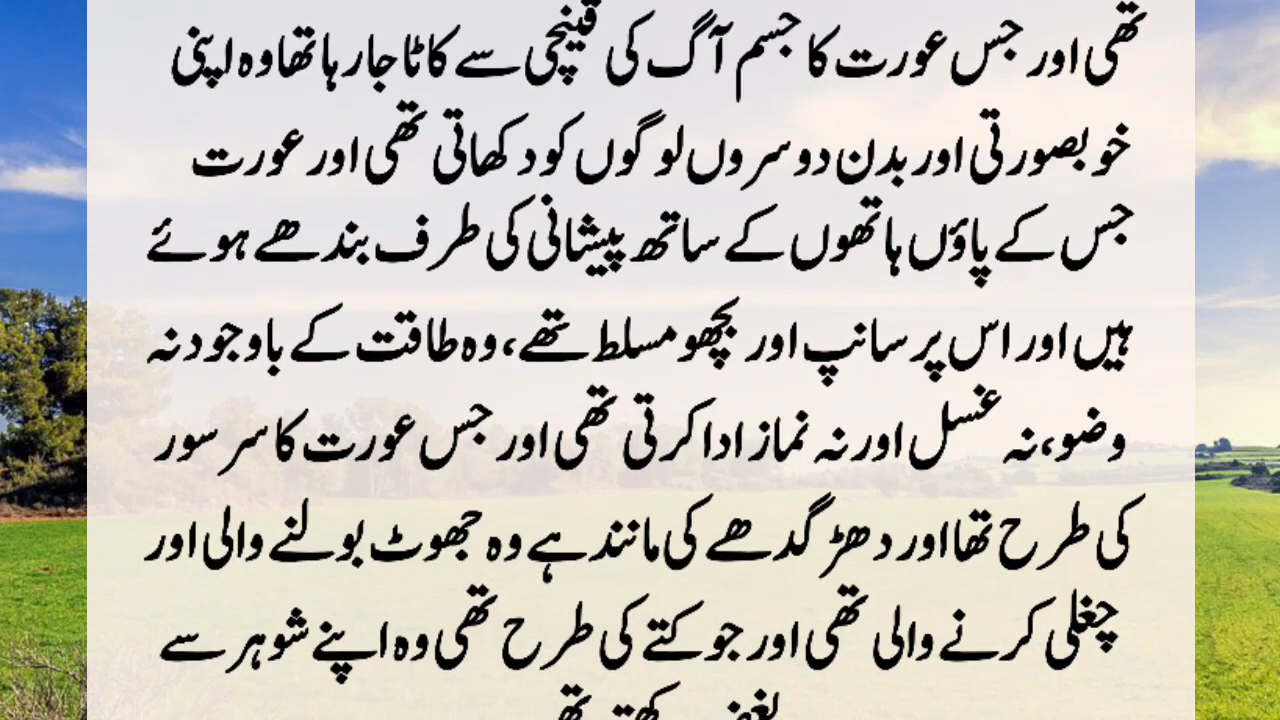 تھی اور جس عورت کا جسم آگ کی قینچی سے کاٹا جا رہا تھا وہ اپنی
خوبصورتی اور بدن دوسروں لوگوں کو دکھاتی تھی اور عورت
جس کے پاؤں ہاتھوں کے ساتھ پیشانی کی طرف بندھے ہوئے
ہیں اور اس پر سانپ اور بچھو مسلط تھے، وہ طاقت کے باوجود نہ
وضو، نہ غسل اور نہ نماز ادا کرتی تھی اور جس عورت کا سر سور
کی طرح تھا اور دھڑ گدھے کی مانند ہے وہ جھوٹ بولنے والی اور
چغلی کرنے والی تھی اور جو کتے کی طرح تھی وہ اپنے شوہر سے